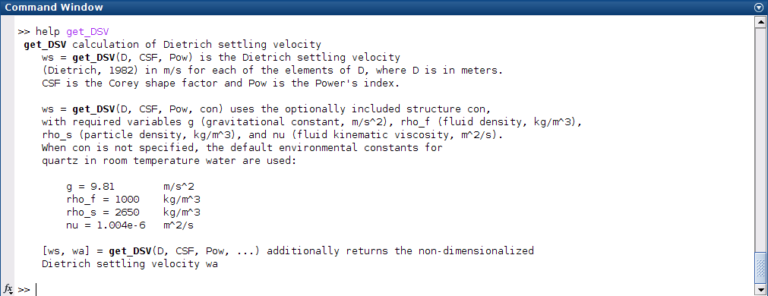 Command Window
>> help get_DSV
get_DSV calculation of Dietrich settling velocity
ws = get_DSV(D, CSF, Pow) is the Dietrich settling velocity
(Dietrich, 1982) in m/s for each of the elements of D, where D is in meters.
CSF is the Corey shape factor and Pow is the Power's index.
ws = get_DSV(D, CSF, Pow, con) uses the optionally included structure con,
with required variables g (gravitational constant, m/s^2), rho_f (fluid density, kg/m^3),
rho_s (particle density, kg/m^3), and nu (fluid kinematic viscosity, m^2/s).
When con is not specified, the default environmental constants for
quartz in room temperature water are used:
g = 9.81 m/s^2
rho_f = 1000 kg/m^3
rho_s = 2650 kg/m^3
nu = 1.004e-6 m^2/s
[ws, wa] = get_DSV(D, CSF, Pow, ...) additionally returns the non-dimensionalized
Dietrich settling velocity wa
fx >>